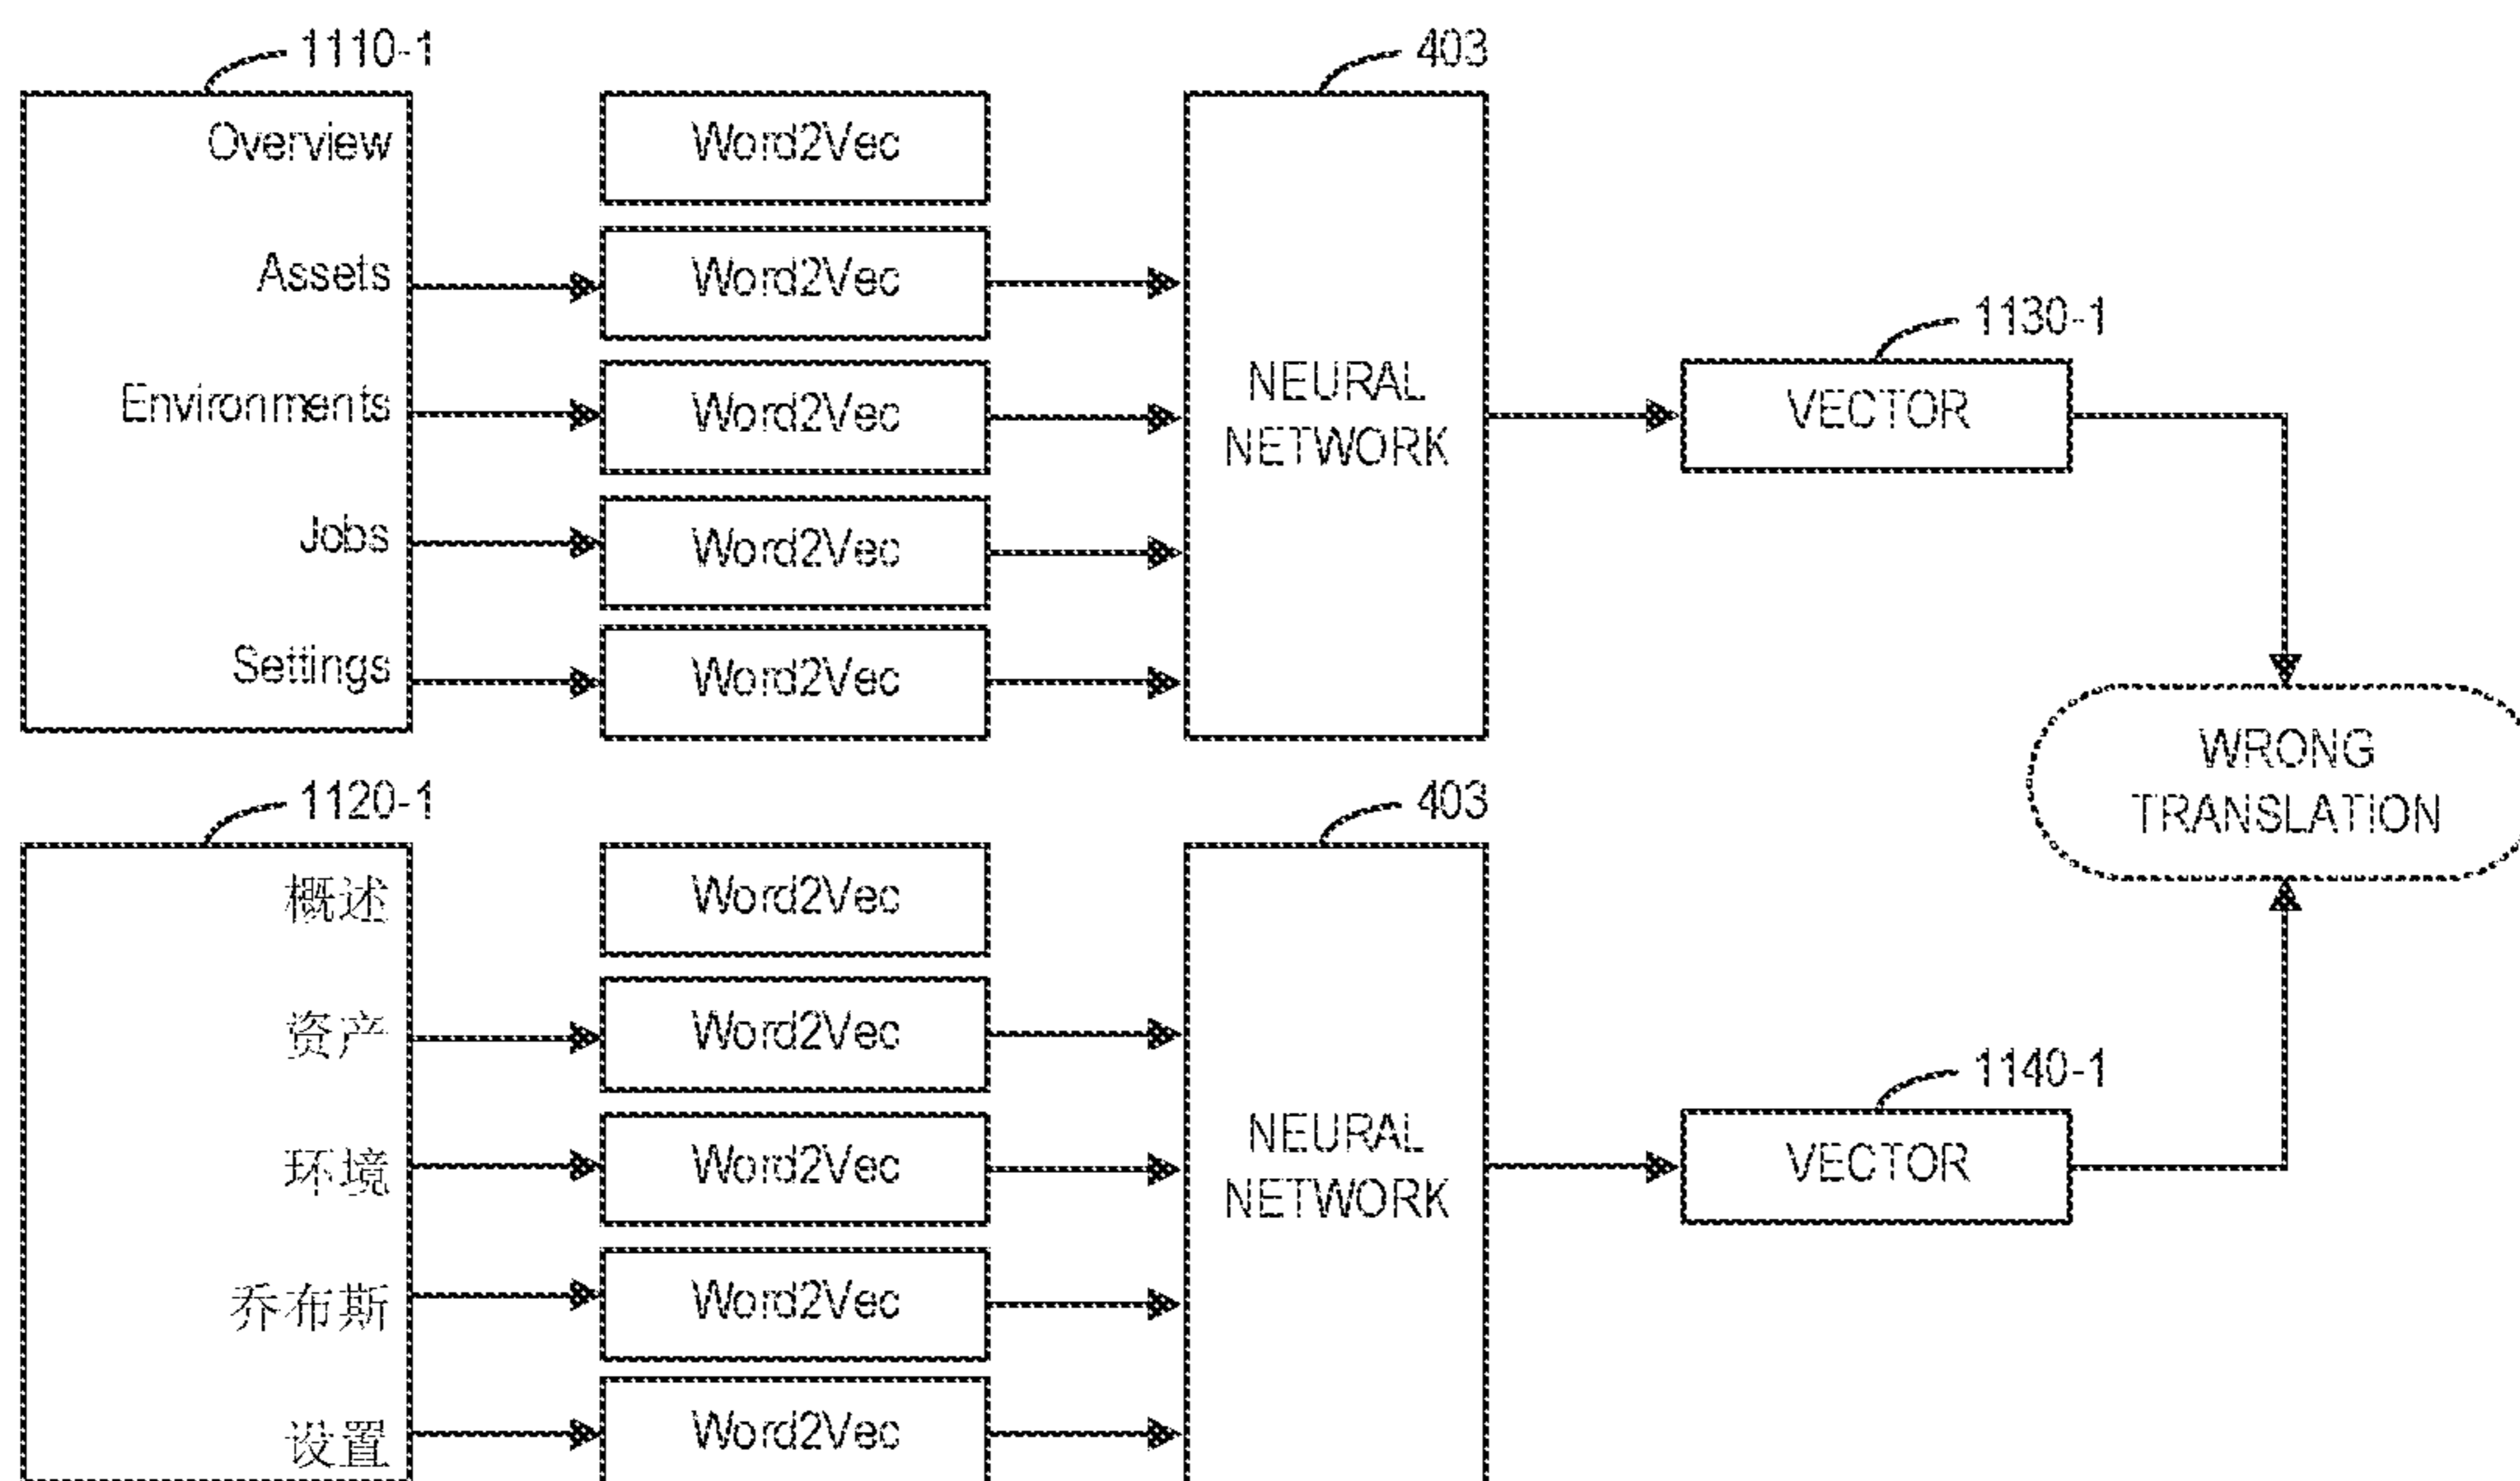 1110-1
403
Overview
Word2Vec
Assets
Word2Vec
Environments
Word2Vec
Jobs
Word2Vec
Settings
Word2Vec
NEURAL
NETWORK
1130-1
VECTOR
WRONG
TRANSLATION
1120-1
403
概述
Word2Vec
资产
Word2Vec
环境
Word2Vec
乔布斯
Word2Vec
设置
Word2Vec
NEURAL
NETWORK
1140-1
VECTOR